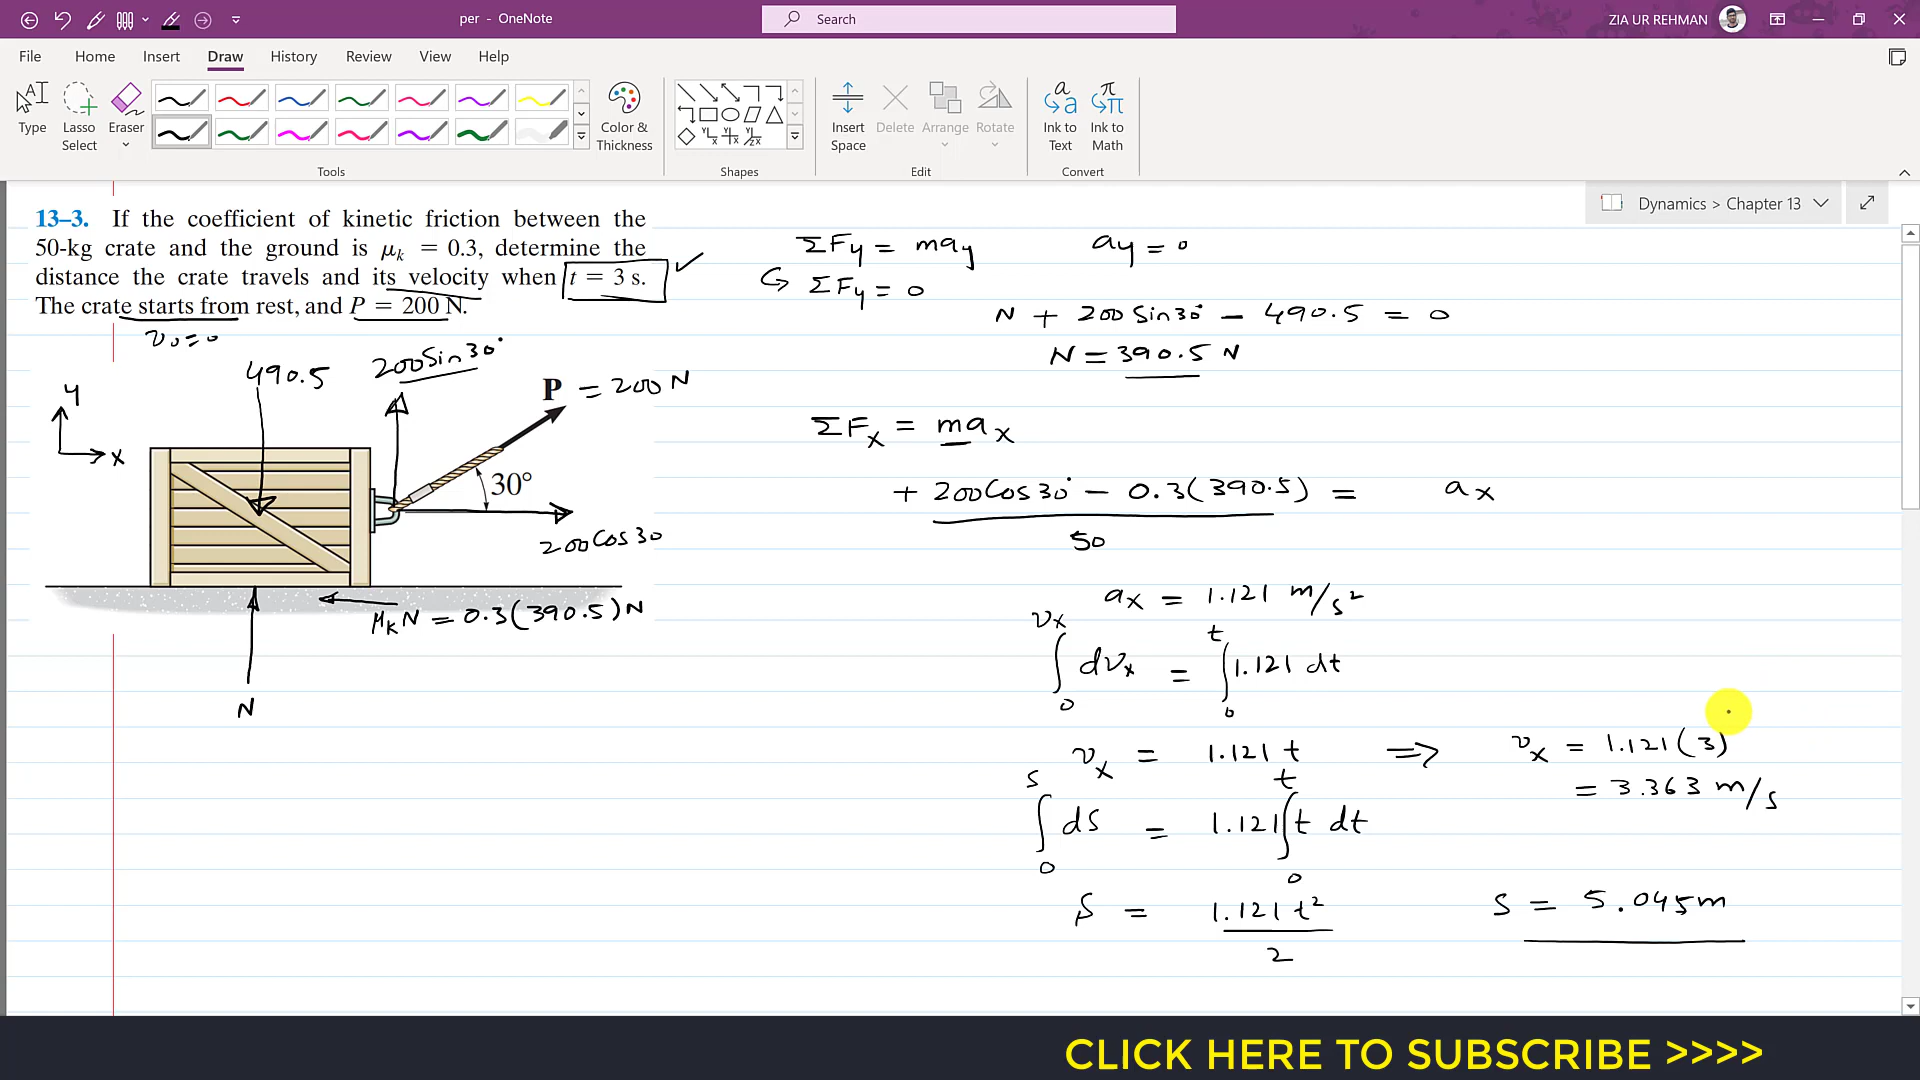 per - OneNote
Search
ZIA UR REHMAN
File Home Insert Draw History Review View Help
Type
Lasso Select
Eraser
Color & Thickness
Insert Space
Delete
Arrange
Rotate
Ink to Text
Ink to Math
Tools
Shapes
Edit
Convert
Dynamics > Chapter 13
13–3. If the coefficient of kinetic friction between the
50-kg crate and the ground is μk = 0.3, determine the
distance the crate travels and its velocity when t = 3 s.
The crate starts from rest, and P = 200 N.
v₀ = 0
490.5
200 Sin30°
P = 200 N
y
x
30°
200 Cos 30
μk N = 0.3(390.5) N
N
ΣFy = may ay = 0
ΣFy = 0
N + 200 Sin30° - 490.5 = 0
N = 390.5 N
ΣFx = max
+ 200 Cos30° - 0.3(390.5) = ax
50
ax = 1.121 m/s²
vx t
∫ dvx = ∫ 1.121 dt
0 0
vx = 1.121 t => vx = 1.121(3)
= 3.363 m/s
s t
∫ ds = 1.121 ∫ t dt
0 0
s = 1.121 t² s = 5.045m
2
CLICK HERE TO SUBSCRIBE >>>>